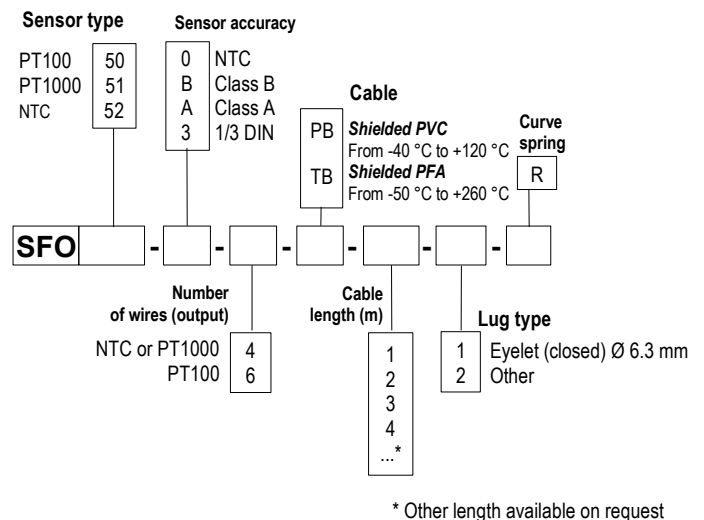 Sensor type
PT100 50
PT1000 51
NTC 52
Sensor accuracy
0 NTC
B Class B
A Class A
3 1/3 DIN
Cable
PB Shielded PVC
From -40 °C to +120 °C
TB Shielded PFA
From -50 °C to +260 °C
Curve
spring
R
SFO - - - - - -
Number
of wires (output)
NTC or PT1000 4
PT100 6
Cable
length (m)
1
2
3
4
...*
Lug type
1 Eyelet (closed) Ø 6.3 mm
2 Other
* Other length available on request